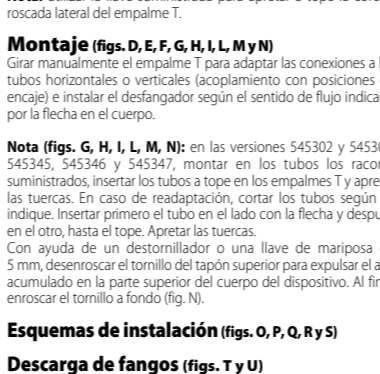 roscada lateral del empalme T.
Montaje (figs. D, E, F, G, H, I, L, M y N)
Girar manualmente el empalme T para adaptar las conexiones a
tubos horizontales o verticales (acoplamiento con posiciones
encaje) e instalar el desfangador según el sentido de flujo indica
por la flecha en el cuerpo.
Nota (figs. G, H, I, L, M, N): en las versiones 545302 y
545345, 545346 y 545347, montar en los tubos los racor
suministrados, insertar los tubos a tope en los empalmes T y apre
las tuercas. En caso de readaptación, cortar los tubos según
indique. Insertar primero el tubo en el lado con la flecha y despu
en el otro, hasta el tope. Apretar las tuercas.
Con ayuda de un destornillador o una llave de mariposa
5 mm, desenroscar el tornillo del tapón superior para expulsar el a
acumulado en la parte superior del cuerpo del dispositivo. Al fin
enroscar el tornillo a fondo (fig. N).
Esquemas de instalación (figs. O, P, Q, R y S)
Descarga de fangos (figs. T y U)